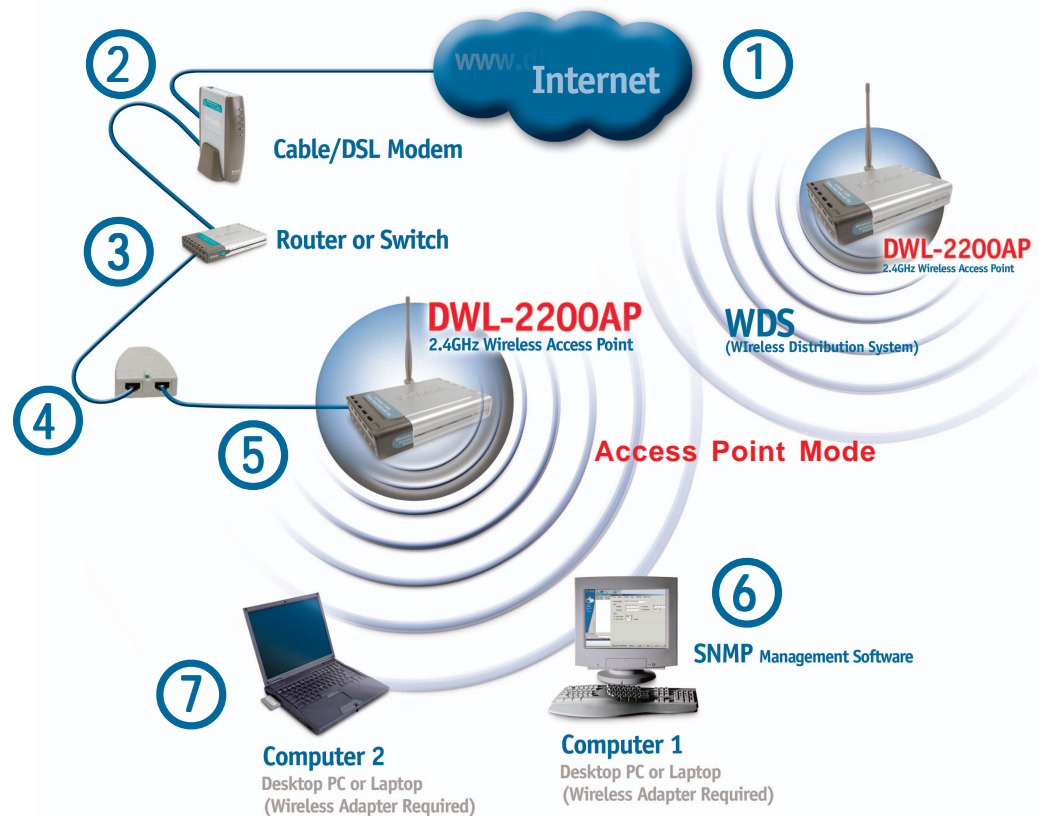 1
2
www.d
Internet
Cable/DSL Modem
3
Router or Switch
DWL-2200AP
2.4GHz Wireless Access Point
DWL-2200AP
2.4GHz Wireless Access Point
WDS
(WIreless Distribution System)
4
5
Access Point Mode
6
SNMP Management Software
7
Computer 2
Desktop PC or Laptop
(Wireless Adapter Required)
Computer 1
Desktop PC or Laptop
(Wireless Adapter Required)